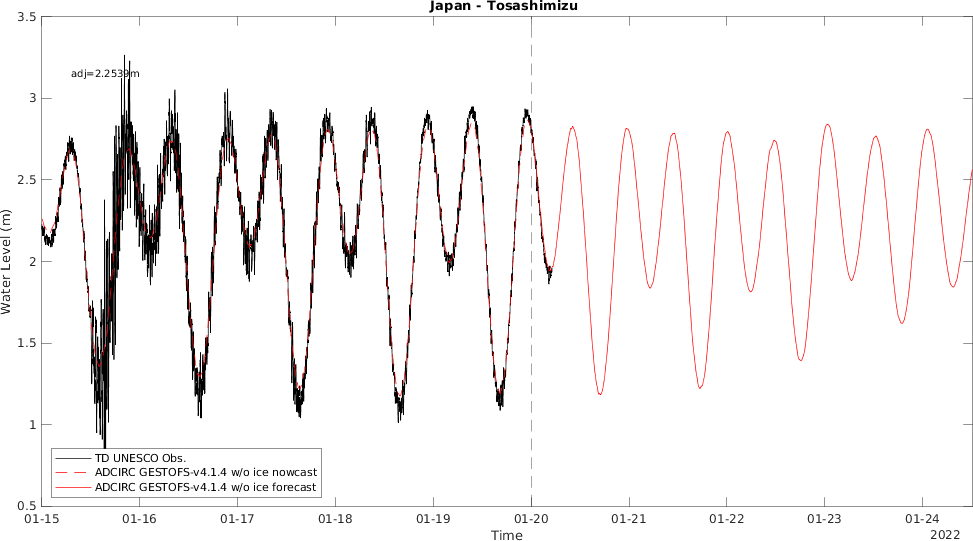 Japan - Tosashimizu
3.5
adj=2.2539m
3
2.5
2
1.5
1
0.5
Water Level (m)
TD UNESCO Obs.
ADCIRC GESTOFS-v4.1.4 w/o ice nowcast
ADCIRC GESTOFS-v4.1.4 w/o ice forecast
01-15 01-16 01-17 01-18 01-19 01-20 01-21 01-22 01-23 01-24
Time
2022